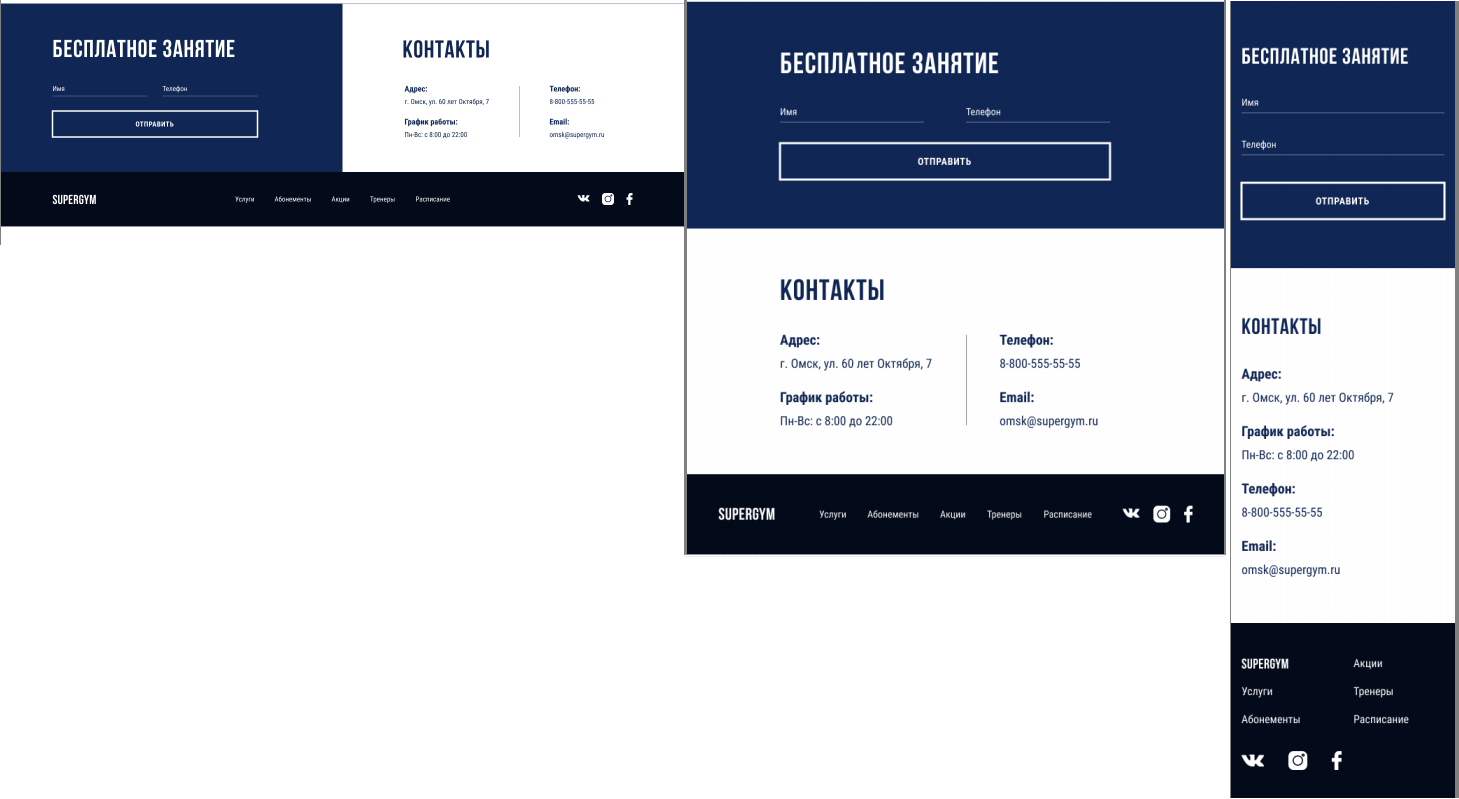 БЕСПЛАТНОЕ ЗАНЯТИЕ
Имя Телефон
ОТПРАВИТЬ
КОНТАКТЫ
Адрес:
г. Омск, ул. 60 лет Октября, 7
График работы:
Пн-Вс: с 8:00 до 22:00
Телефон:
8-800-555-55-55
Email:
omsk@supergym.ru
SUPERGYM Услуги Абонементы Акции Тренеры Расписание
БЕСПЛАТНОЕ ЗАНЯТИЕ
Имя Телефон
ОТПРАВИТЬ
КОНТАКТЫ
Адрес:
г. Омск, ул. 60 лет Октября, 7
График работы:
Пн-Вс: с 8:00 до 22:00
Телефон:
8-800-555-55-55
Email:
omsk@supergym.ru
SUPERGYM Услуги Абонементы Акции Тренеры Расписание
БЕСПЛАТНОЕ ЗАНЯТИЕ
Имя
Телефон
ОТПРАВИТЬ
КОНТАКТЫ
Адрес:
г. Омск, ул. 60 лет Октября, 7
График работы:
Пн-Вс: с 8:00 до 22:00
Телефон:
8-800-555-55-55
Email:
omsk@supergym.ru
SUPERGYM Акции
Услуги Тренеры
Абонементы Расписание